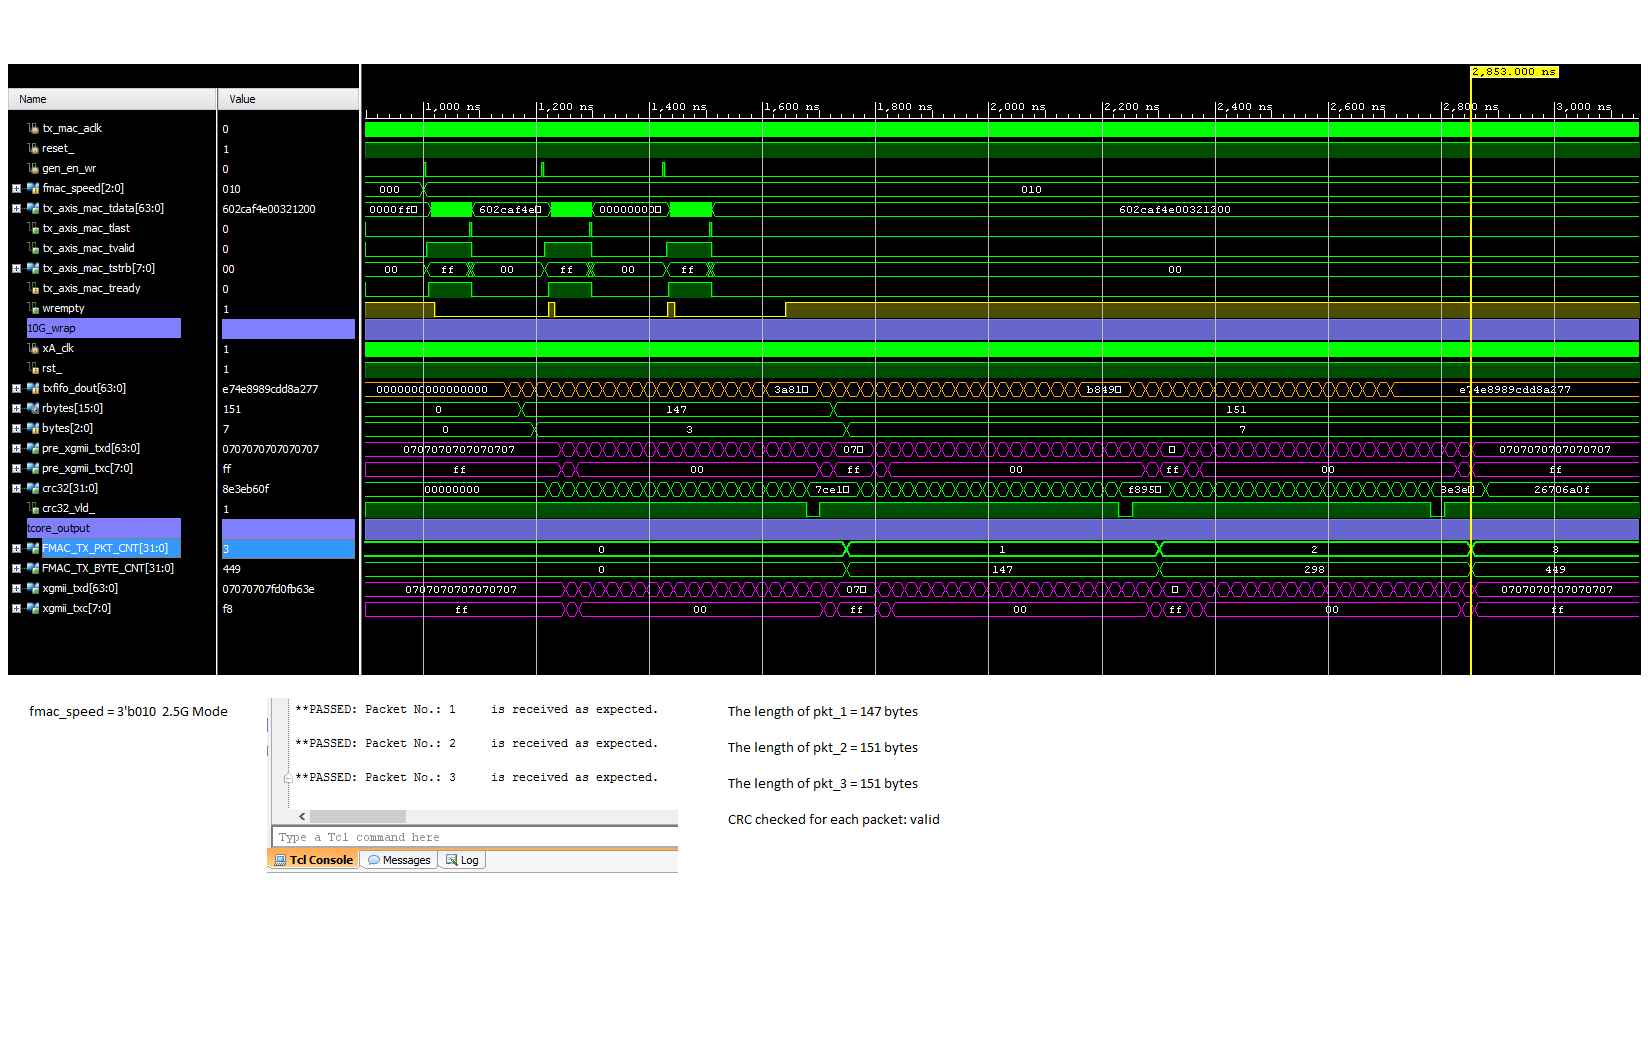 2,853.000 ns
Name Value
1,000 ns 1,200 ns 1,400 ns 1,600 ns 1,800 ns 2,000 ns 2,200 ns 2,400 ns 2,600 ns 2,800 ns 3,000 ns
tx_mac_aclk 0
reset_ 1
gen_en_wr 0
fmac_speed[2:0] 010 000 010
tx_axis_mac_tdata[63:0] 602caf4e00321200 0000ff 602caf4e 00000000 602caf4e00321200
tx_axis_mac_tlast 0
tx_axis_mac_tvalid 0
tx_axis_mac_tstrb[7:0] 00 00 ff 00 ff 00 ff 00
tx_axis_mac_tready 0
wrempty 1
10G_wrap
xA_clk 1
rst_ 1
txfifo_dout[63:0] e74e8989cdd8a277 0000000000000000 3a81 b849 e74e8989cdd8a277
rbytes[15:0] 151 0 147 151
bytes[2:0] 7 0 3 7
pre_xgmii_txd[63:0] 0707070707070707 0707070707070707 07 0707070707070707
pre_xgmii_txc[7:0] ff ff 00 ff 00 ff 00 ff
crc32[31:0] 8e3eb60f 00000000 7ce1 f895 8e3e 26706a0f
crc32_vld_ 1
tcore_output
FMAC_TX_PKT_CNT[31:0] 3 0 1 2 3
FMAC_TX_BYTE_CNT[31:0] 449 0 147 298 449
xgmii_txd[63:0] 07070707fd0fb63e 0707070707070707 07 0707070707070707
xgmii_txc[7:0] f8 ff 00 ff 00 ff 00 ff
fmac_speed = 3'b010 2.5G Mode
**PASSED: Packet No.: 1 is received as expected.
**PASSED: Packet No.: 2 is received as expected.
**PASSED: Packet No.: 3 is received as expected.
Type a Tcl command here
Tcl Console Messages Log
The length of pkt_1 = 147 bytes
The length of pkt_2 = 151 bytes
The length of pkt_3 = 151 bytes
CRC checked for each packet: valid